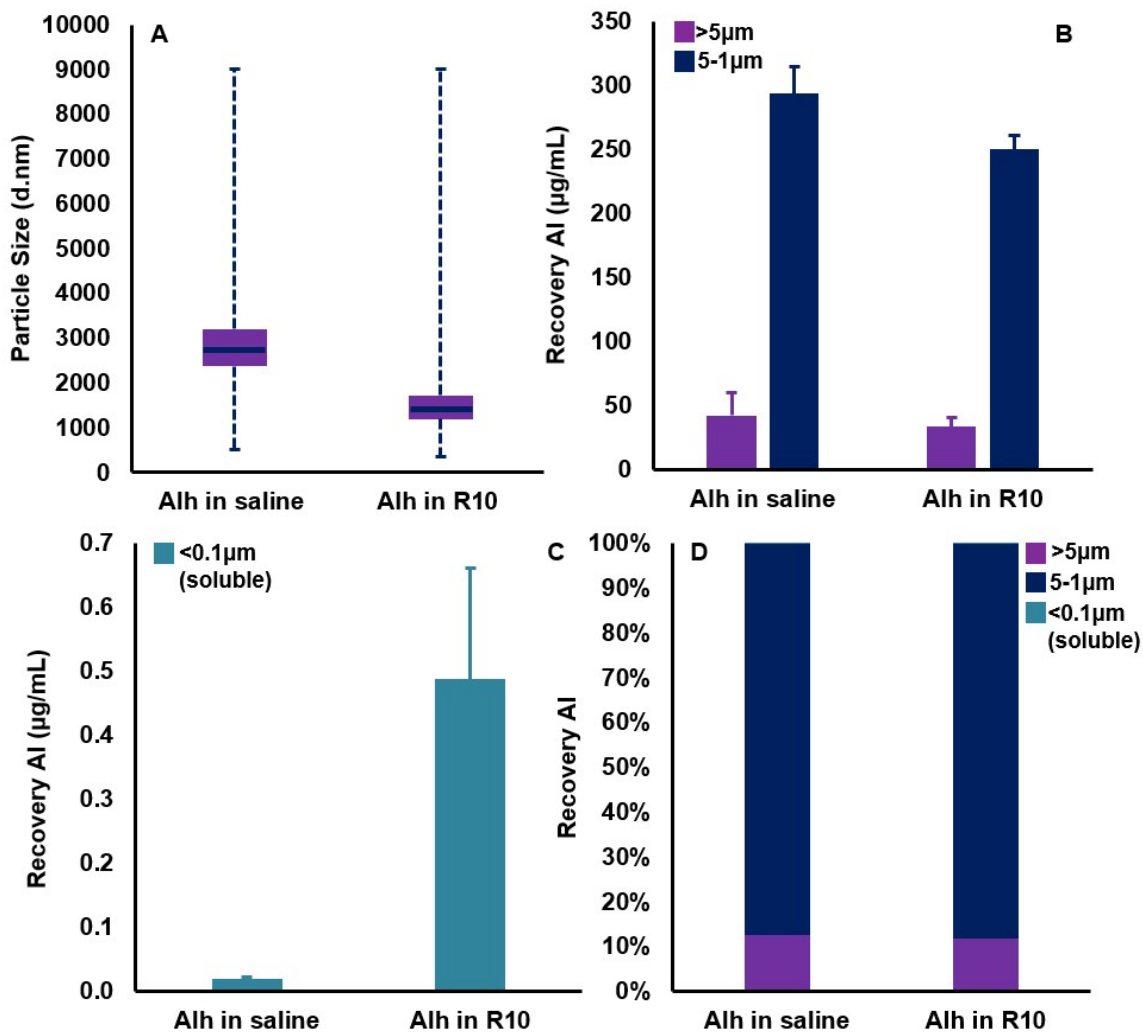 A
Particle Size (d.nm)
10000
9000
8000
7000
6000
5000
4000
3000
2000
1000
0
Alh in saline
Alh in R10
B
>5µm
5-1µm
Recovery Al (µg/mL)
350
300
250
200
150
100
50
0
Alh in saline
Alh in R10
C
<0.1µm
(soluble)
Recovery Al (µg/mL)
0.7
0.6
0.5
0.4
0.3
0.2
0.1
0.0
Alh in saline
Alh in R10
D
>5µm
5-1µm
<0.1µm
(soluble)
Recovery Al
100%
90%
80%
70%
60%
50%
40%
30%
20%
10%
0%
Alh in saline
Alh in R10